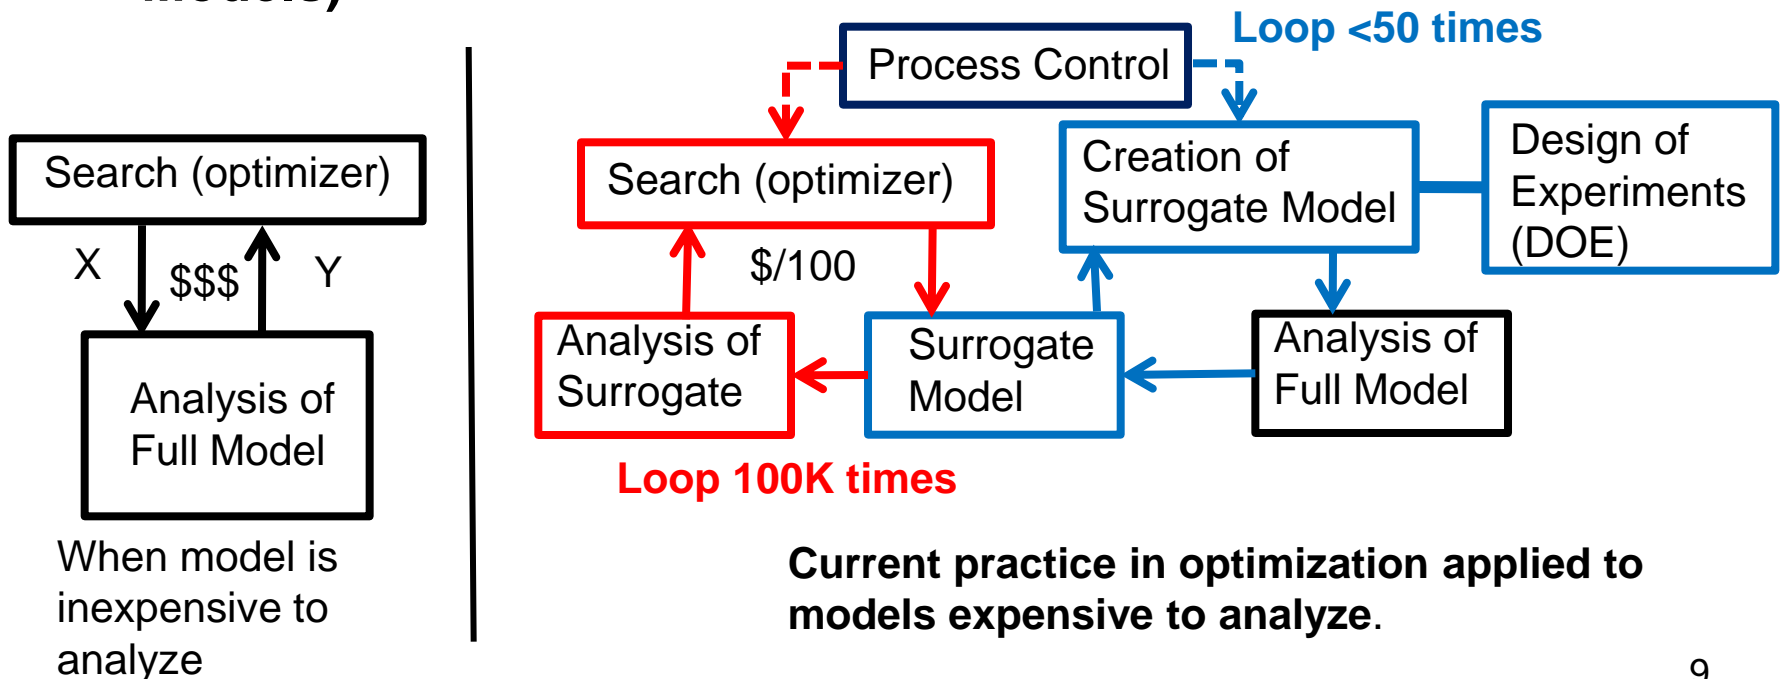 Models)
Search (optimizer)
X
$$$
Y
Analysis of
Full Model
When model is
inexpensive to
analyze
Process Control
Loop <50 times
Search (optimizer)
$/100
Creation of
Surrogate Model
Design of
Experiments
(DOE)
Analysis of
Surrogate
Surrogate
Model
Analysis of
Full Model
Loop 100K times
Current practice in optimization applied to
models expensive to analyze.
9